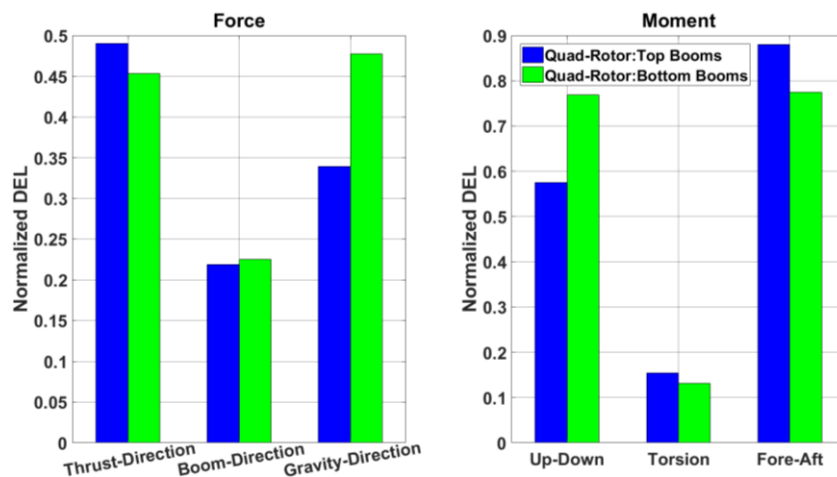 Force
Normalized DEL
0.5
0.45
0.4
0.35
0.3
0.25
0.2
0.15
0.1
0.05
0
Thrust-Direction
Boom-Direction
Gravity-Direction
Moment
Normalized DEL
0.9
0.8
0.7
0.6
0.5
0.4
0.3
0.2
0.1
0
Quad-Rotor:Top Booms
Quad-Rotor:Bottom Booms
Up-Down
Torsion
Fore-Aft